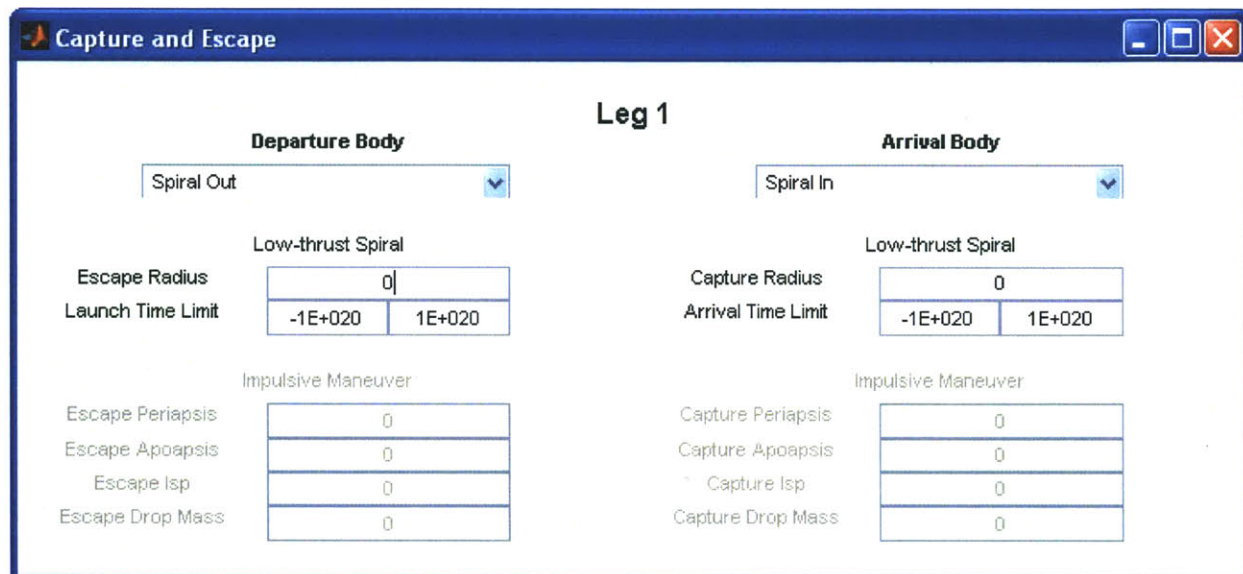 Capture and Escape
Leg 1
Departure Body Arrival Body
Spiral Out Spiral In
Low-thrust Spiral Low-thrust Spiral
Escape Radius 0 Capture Radius 0
Launch Time Limit -1E+020 1E+020 Arrival Time Limit -1E+020 1E+020
Impulsive Maneuver Impulsive Maneuver
Escape Periapsis 0 Capture Periapsis 0
Escape Apoapsis 0 Capture Apoapsis 0
Escape Isp 0 Capture Isp 0
Escape Drop Mass 0 Capture Drop Mass 0